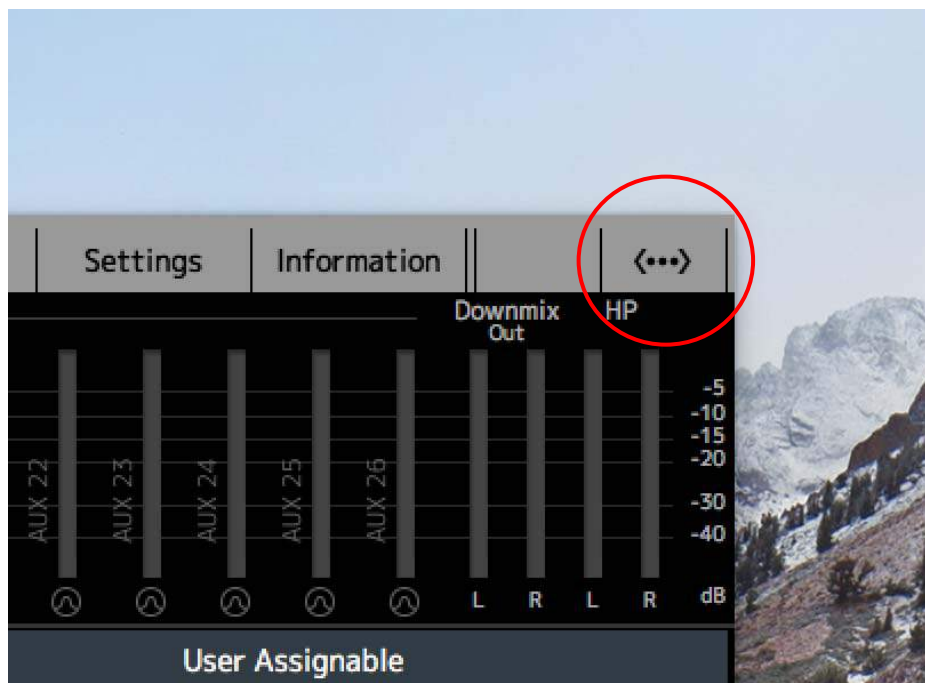 Settings Information ‹•••›
Downmix HP
Out
-5
-10
-15
-20
-30
-40
AUX 22 AUX 23 AUX 24 AUX 25 AUX 26
L R L R dB
User Assignable